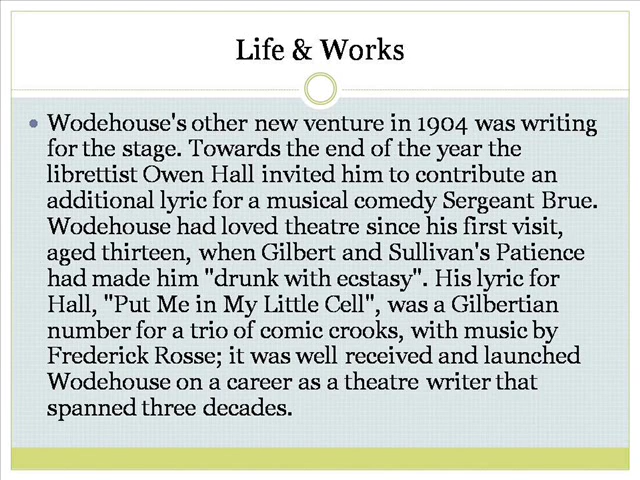 Life & Works
• Wodehouse's other new venture in 1904 was writing
for the stage. Towards the end of the year the
librettist Owen Hall invited him to contribute an
additional lyric for a musical comedy Sergeant Brue.
Wodehouse had loved theatre since his first visit,
aged thirteen, when Gilbert and Sullivan's Patience
had made him "drunk with ecstasy". His lyric for
Hall, "Put Me in My Little Cell", was a Gilbertian
number for a trio of comic crooks, with music by
Frederick Rosse; it was well received and launched
Wodehouse on a career as a theatre writer that
spanned three decades.